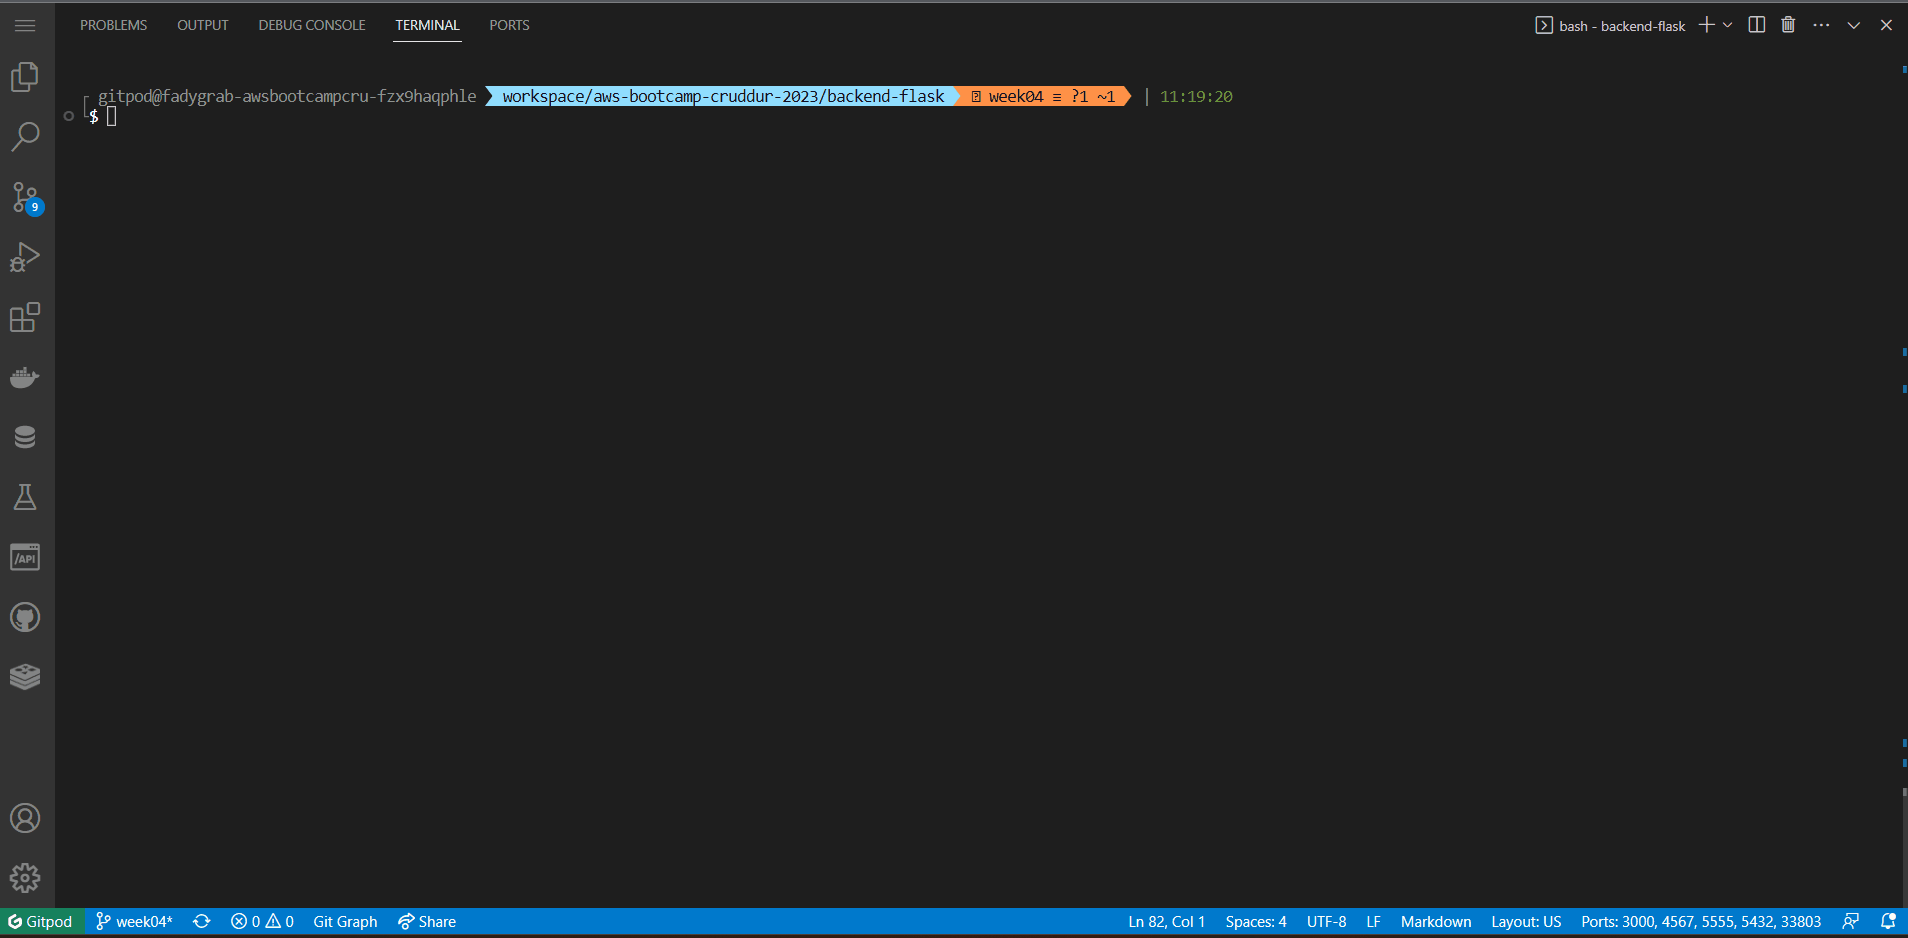 PROBLEMS OUTPUT DEBUG CONSOLE TERMINAL PORTS bash - backend-flask
gitpod@fadygrab-awsbootcampcru-fzx9haqphle workspace/aws-bootcamp-cruddur-2023/backend-flask week04 ≡ ?1 ~1 | 11:19:20
$
9
/API
Gitpod week04* 0 0 Git Graph Share Ln 82, Col 1 Spaces: 4 UTF-8 LF Markdown Layout: US Ports: 3000, 4567, 5555, 5432, 33803